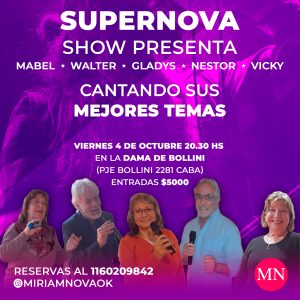 SUPERNOVA
SHOW PRESENTA
MABEL ★ WALTER ★ GLADYS ★ NESTOR ★ VICKY
CANTANDO SUS
MEJORES TEMAS
VIERNES 4 DE OCTUBRE 20.30 HS
EN LA DAMA DE BOLLINI
(PJE BOLLINI 2281 CABA)
ENTRADAS $5000
RESERVAS AL 1160209842
@MIRIAMNOVAOK
MN